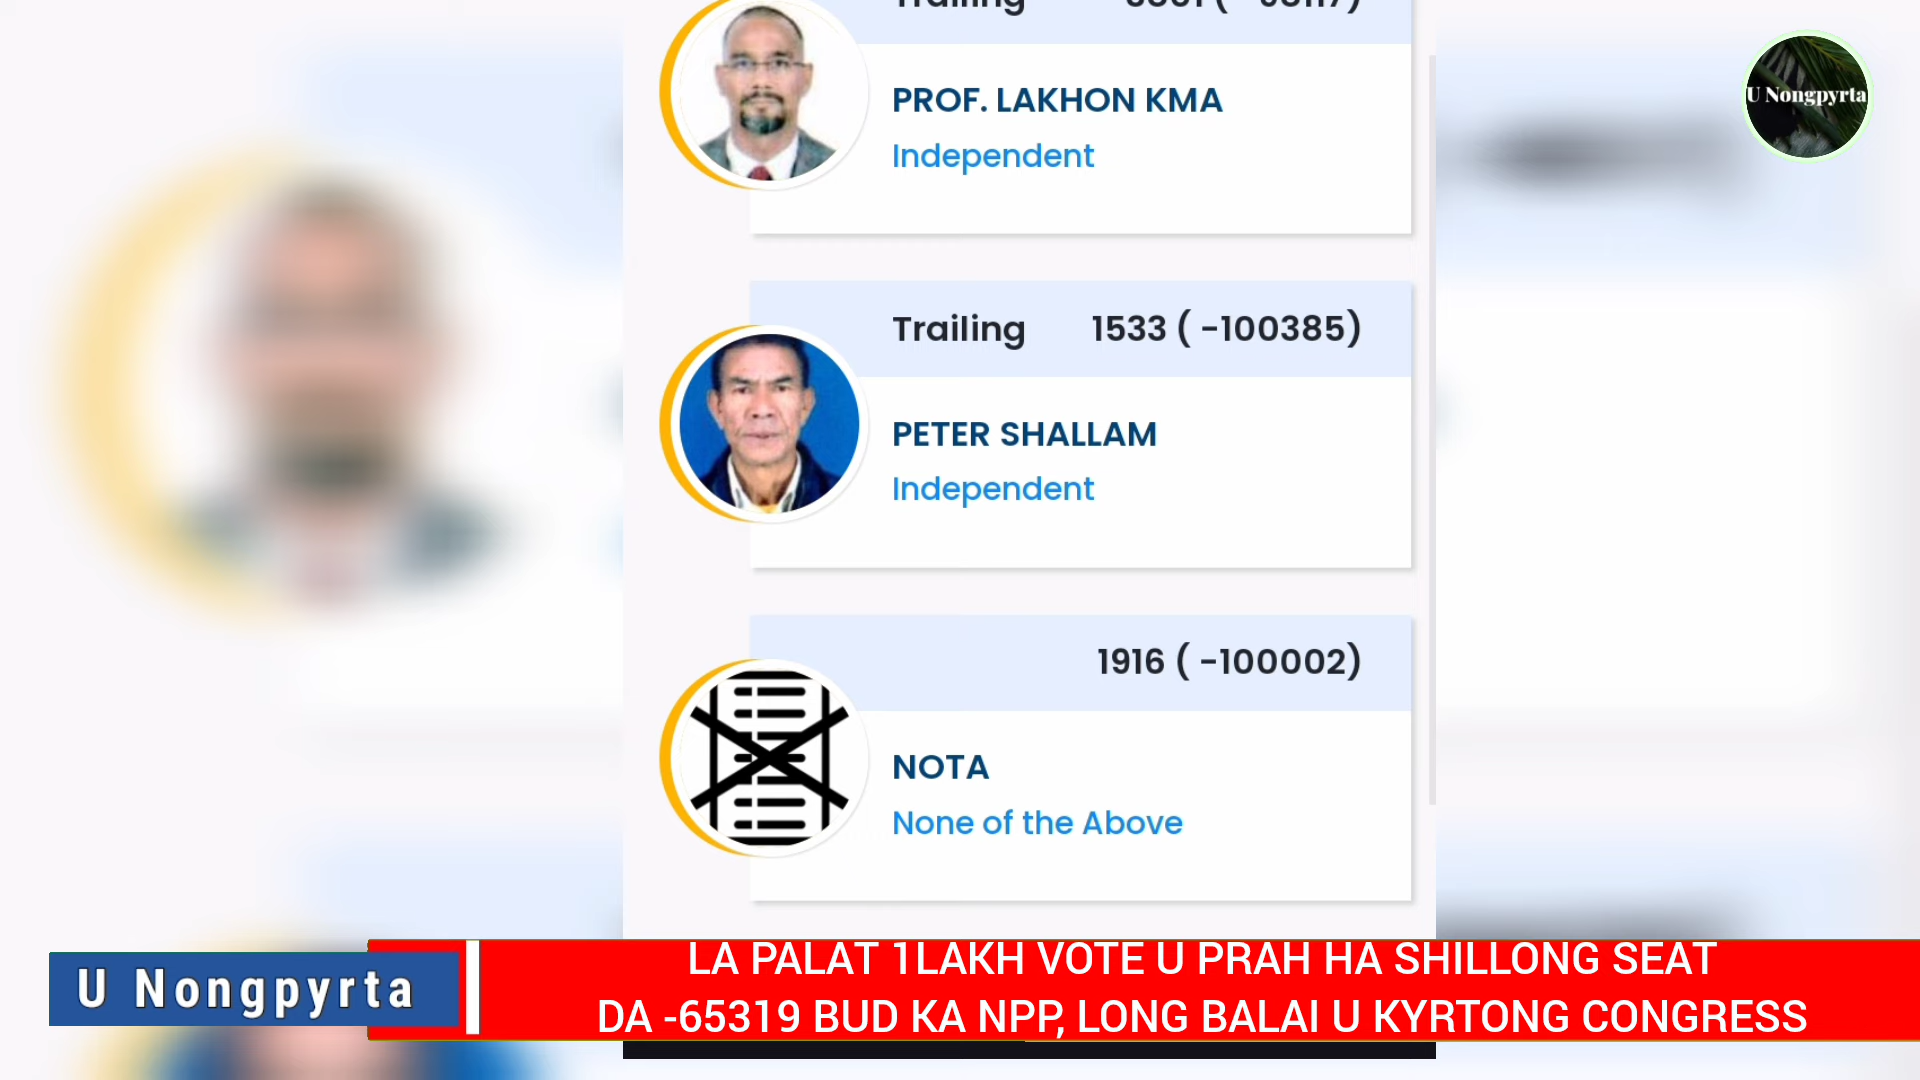 Trailing
U Nongpyrta
PROF. LAKHON KMA
Independent
Trailing 1533 ( -100385)
PETER SHALLAM
Independent
1916 ( -100002)
NOTA
None of the Above
U Nongpyrta
LA PALAT 1LAKH VOTE U PRAH HA SHILLONG SEAT
DA -65319 BUD KA NPP, LONG BALAI U KYRTONG CONGRESS